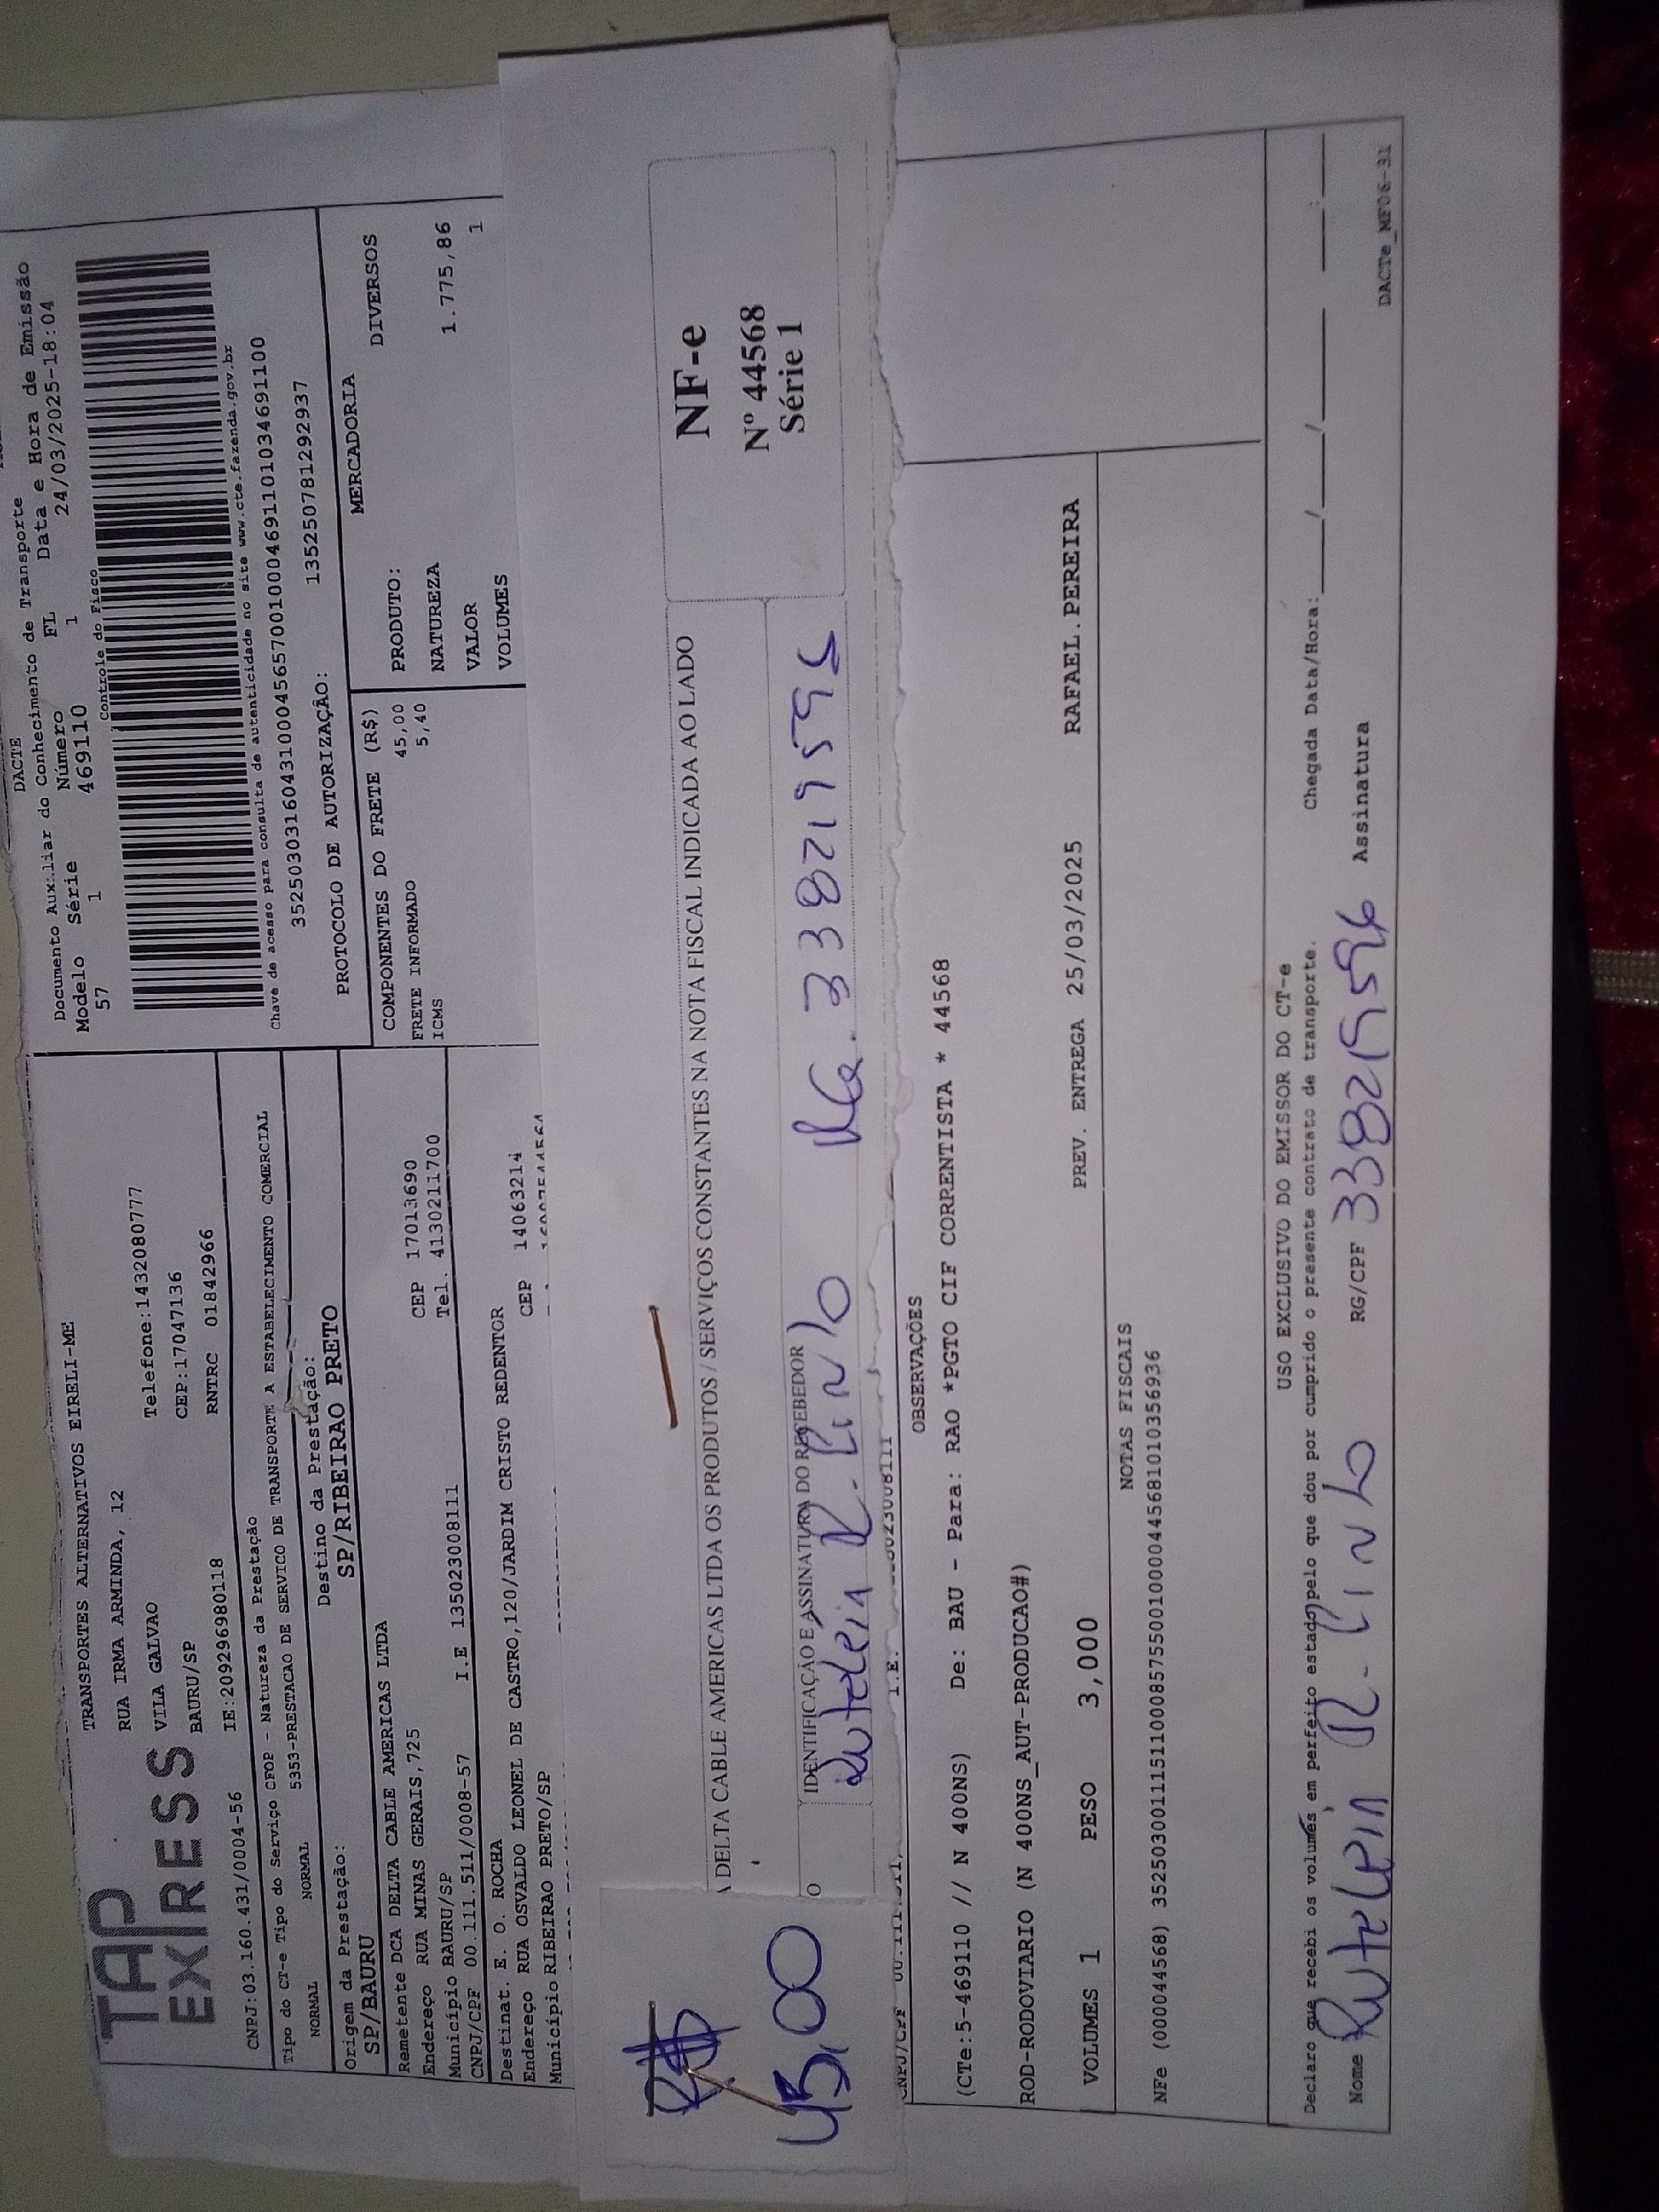 DACTE
Documento Auxiliar do Conhecimento de Transporte
Modelo Série Número FL Data e Hora de Emissão
57 1 469110 1 24/03/2025-18:04
Controle do Fisco
Chave de acesso para consulta de autenticidade no site www.cte.fazenda.gov.br
PROTOCOLO DE AUTORIZAÇÃO:
135250781292937
TAP EXPRESS
TRANSPORTES ALTERNATIVOS EIRELI-ME
RUA IRMA ARMINDA, 12
VILA GALVAO Telefone:1432080777
BAURU/SP CEP:17047136
IE:209296980118 RNTRC 01842966
CNPJ:03.160.431/0004-56
Tipo do CT-e Tipo do Serviço CFOP - Natureza da Prestação
NORMAL NORMAL 5353-PRESTACAO DE SERVICO DE TRANSPORTE A ESTABELECIMENTO COMERCIAL
Origem da Prestação: Destino da Prestação:
SP/BAURU SP/RIBEIRAO PRETO
Remetente DCA DELTA CABLE AMERICAS LTDA
Endereço RUA MINAS GERAIS,725 CEP 17013690
Município BAURU/SP Tel. 4130211700
CNPJ/CPF 00.111.511/0008-57 I.E 135023008111
Destinat. E. O. ROCHA
Endereço RUA OSVALDO LEONEL DE CASTRO,120/JARDIM CRISTO REDENTOR
Município RIBEIRAO PRETO/SP CEP 14063214
COMPONENTES DO FRETE (R$)
FRETE INFORMADO 45,00
ICMS 5,40
MERCADORIA
PRODUTO: DIVERSOS
NATUREZA
VALOR 1.775,86
VOLUMES 1
R$
45,00
DELTA CABLE AMERICAS LTDA OS PRODUTOS / SERVIÇOS CONSTANTES NA NOTA FISCAL INDICADA AO LADO
IDENTIFICAÇÃO E ASSINATURA DO RECEBEDOR
R. RG. 338219596
NF-e
Nº 44568
Série 1
CNPJ/CPF I.E.
OBSERVAÇÕES
(CTe:5-469110 // N 400NS) De: BAU - Para: RAO *PGTO CIF CORRENTISTA * 44568
ROD-RODOVIARIO (N 400NS_AUT-PRODUCAO#)
VOLUMES 1 PESO 3,000 PREV. ENTREGA 25/03/2025 RAFAEL.PEREIRA
NOTAS FISCAIS
NFe (000044568)
USO EXCLUSIVO DO EMISSOR DO CT-e
Declaro que recebi os volumes em perfeito estado pelo que dou por cumprido o presente contrato de transporte. Chegada Data/Hora:___/___/___ ___:___
Nome R. RG/CPF 338219596 Assinatura
DACTe_MF06-31